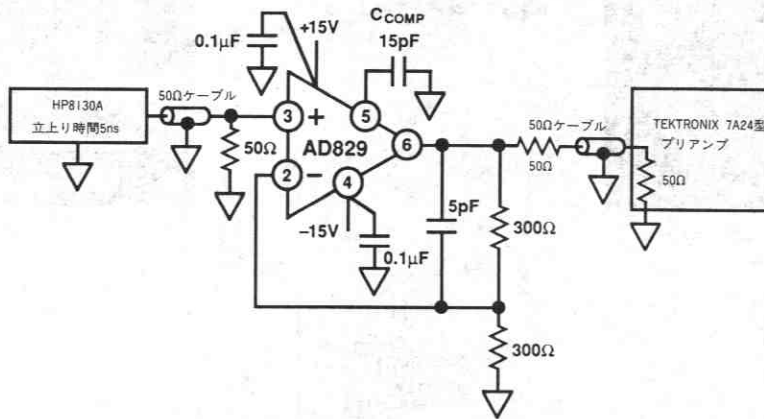 C_COMP
15pF
0.1μF
+15V
HP8130A
立上り時間5ns
50Ωケーブル
50Ω
3
+
5
AD829
6
2
−
4
−15V
0.1μF
5pF
300Ω
300Ω
50Ωケーブル
50Ω
TEKTRONIX 7A24型
プリアンプ
50Ω